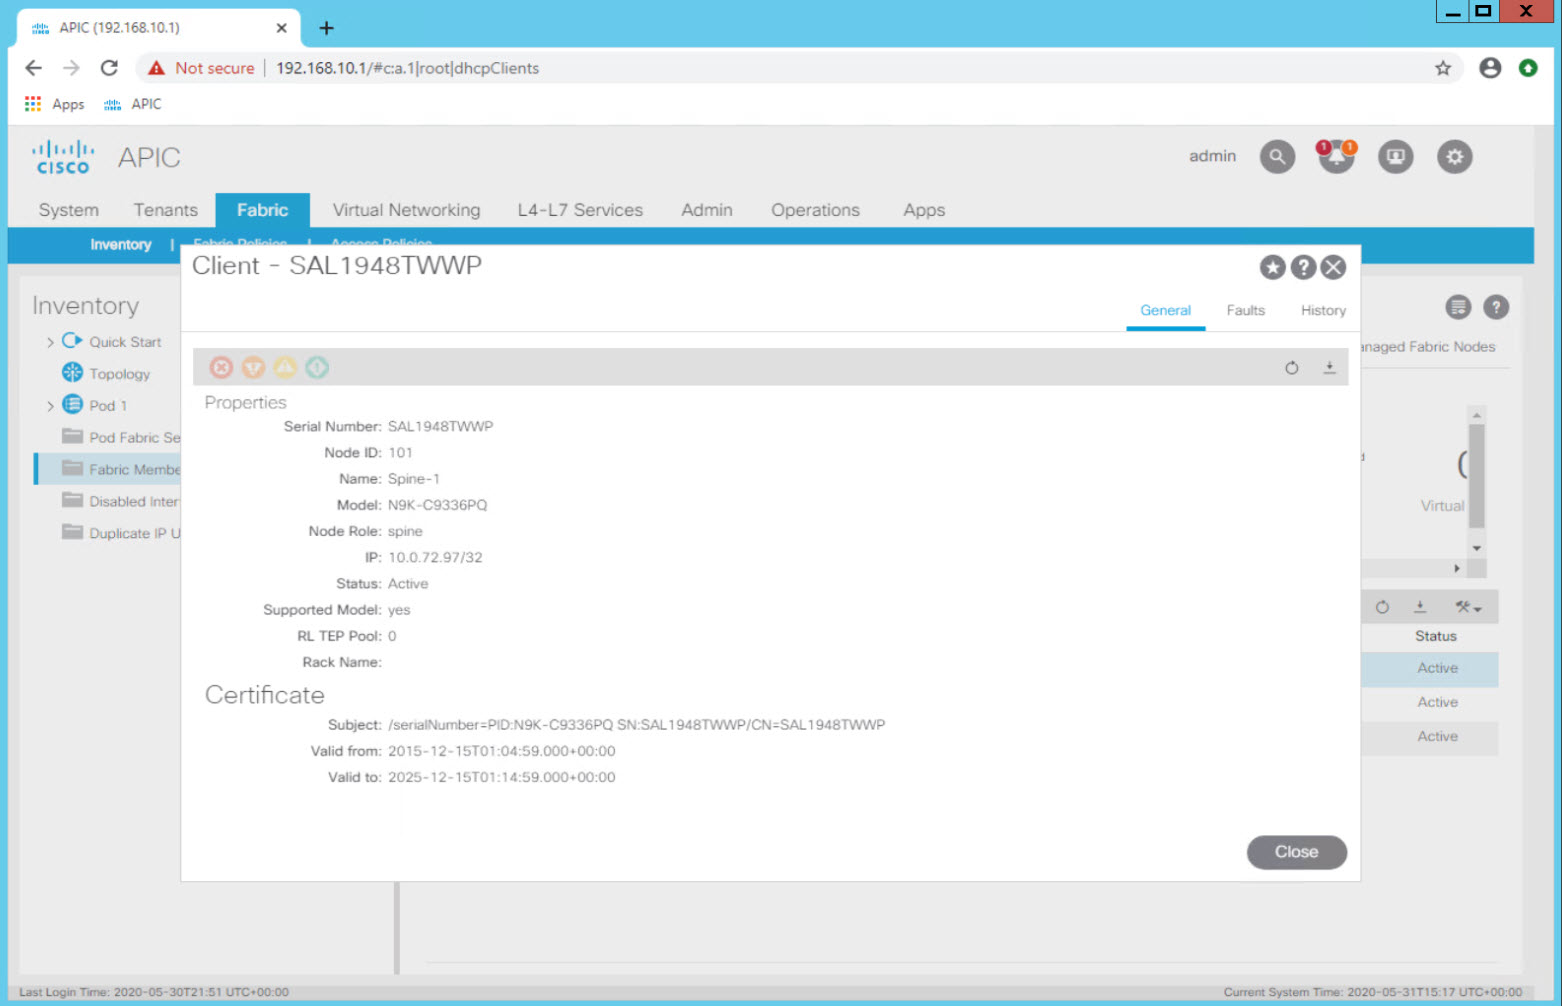 APIC (192.168.10.1)
Not secure | 192.168.10.1/#c:a.1|root|dhcpClients
Apps APIC
CISCO APIC
admin
1 1
System Tenants Fabric Virtual Networking L4-L7 Services Admin Operations Apps
Inventory | Fabric Policies | Access Policies
Client - SAL1948TWWP
General Faults History
Inventory
Quick Start
Topology
Pod 1
Pod Fabric Se
Fabric Membe
Disabled Inter
Duplicate IP U
Properties
Serial Number: SAL1948TWWP
Node ID: 101
Name: Spine-1
Model: N9K-C9336PQ
Node Role: spine
IP: 10.0.72.97/32
Status: Active
Supported Model: yes
RL TEP Pool: 0
Rack Name:
Certificate
Subject: /serialNumber=PID:N9K-C9336PQ SN:SAL1948TWWP/CN=SAL1948TWWP
Valid from: 2015-12-15T01:04:59.000+00:00
Valid to: 2025-12-15T01:14:59.000+00:00
Close
anaged Fabric Nodes
Virtual
Status
Active
Active
Active
Last Login Time: 2020-05-30T21:51 UTC+00:00
Current System Time: 2020-05-31T15:17 UTC+00:00